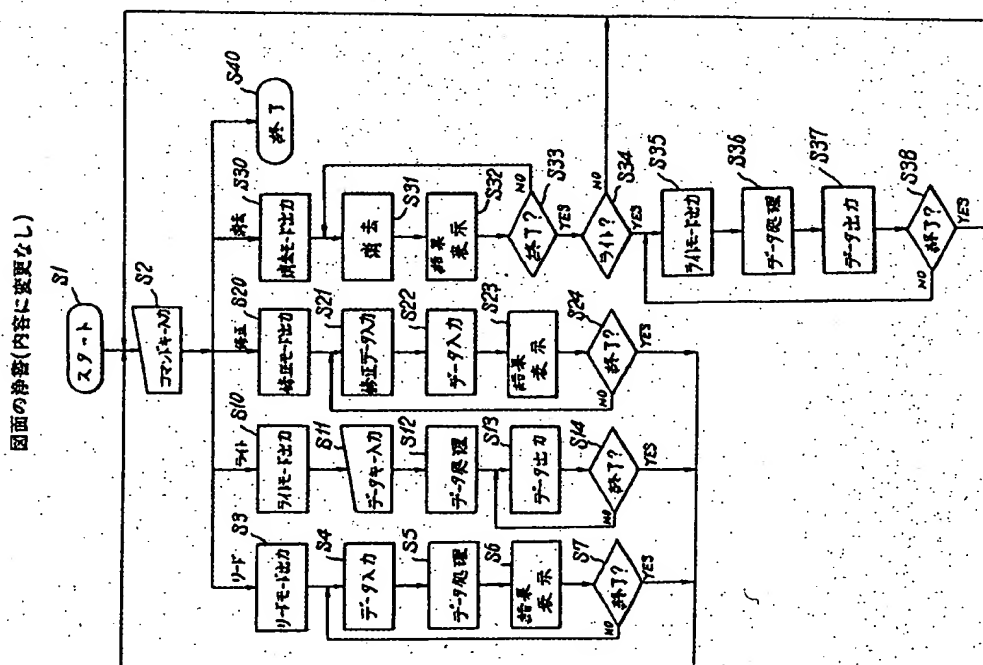 図面の浄書(内容に変更なし)
スタート
S1
コマンドキー入力
S2
リード
リードモード出力
S3
データ入力
S4
データ処理
S5
結果
表示
S6
終了?
S7
NO
YES
ライト
ライトモード出力
S10
データキー入力
S11
データ処理
S12
データ出力
S13
終了?
S14
NO
YES
修正
修正モード出力
S20
修正データ入力
S21
データ入力
S22
結果
表示
S23
終了?
S24
NO
YES
消去
消去モード出力
S30
消去
S31
結果
表示
S32
終了?
S33
NO
YES
ライト?
S34
NO
YES
ライトモード出力
S35
データ処理
S36
データ出力
S37
終了?
S38
NO
YES
終了
S40